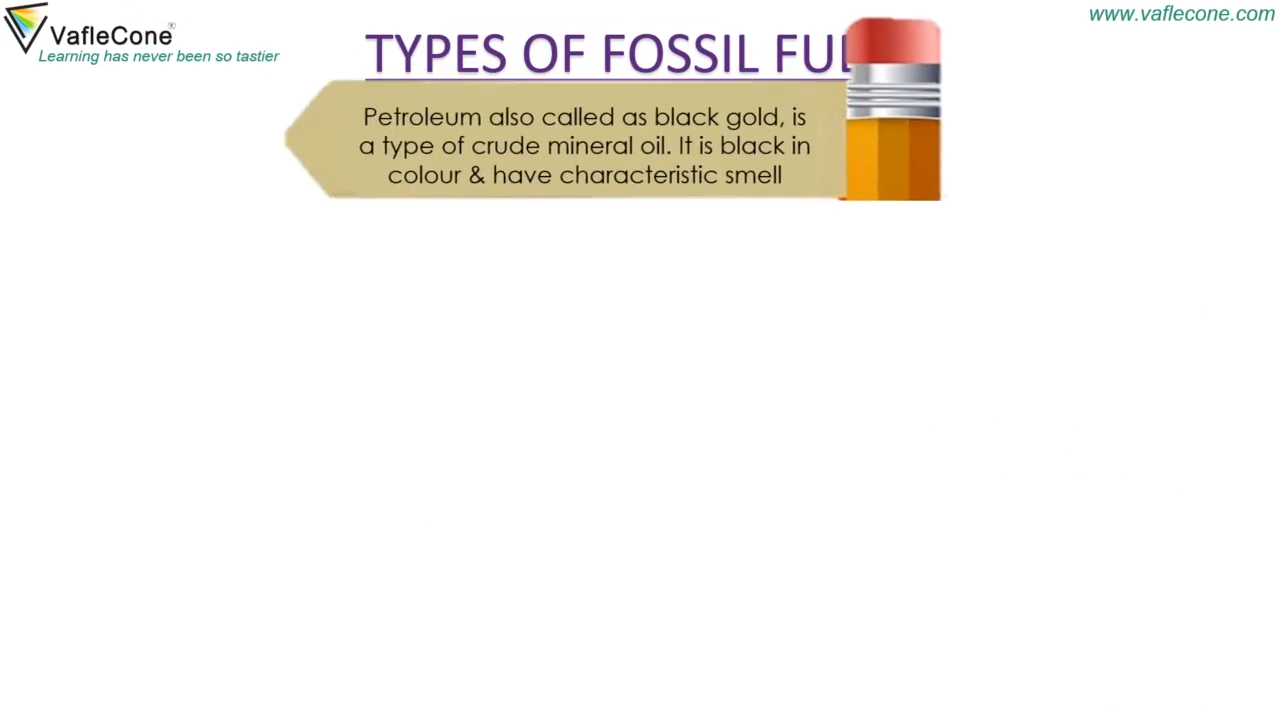 VafleCone®
Learning has never been so tastier
www.vaflecone.com
TYPES OF FOSSIL
Petroleum also called as black gold, is
a type of crude mineral oil. It is black in
colour & have characteristic smell